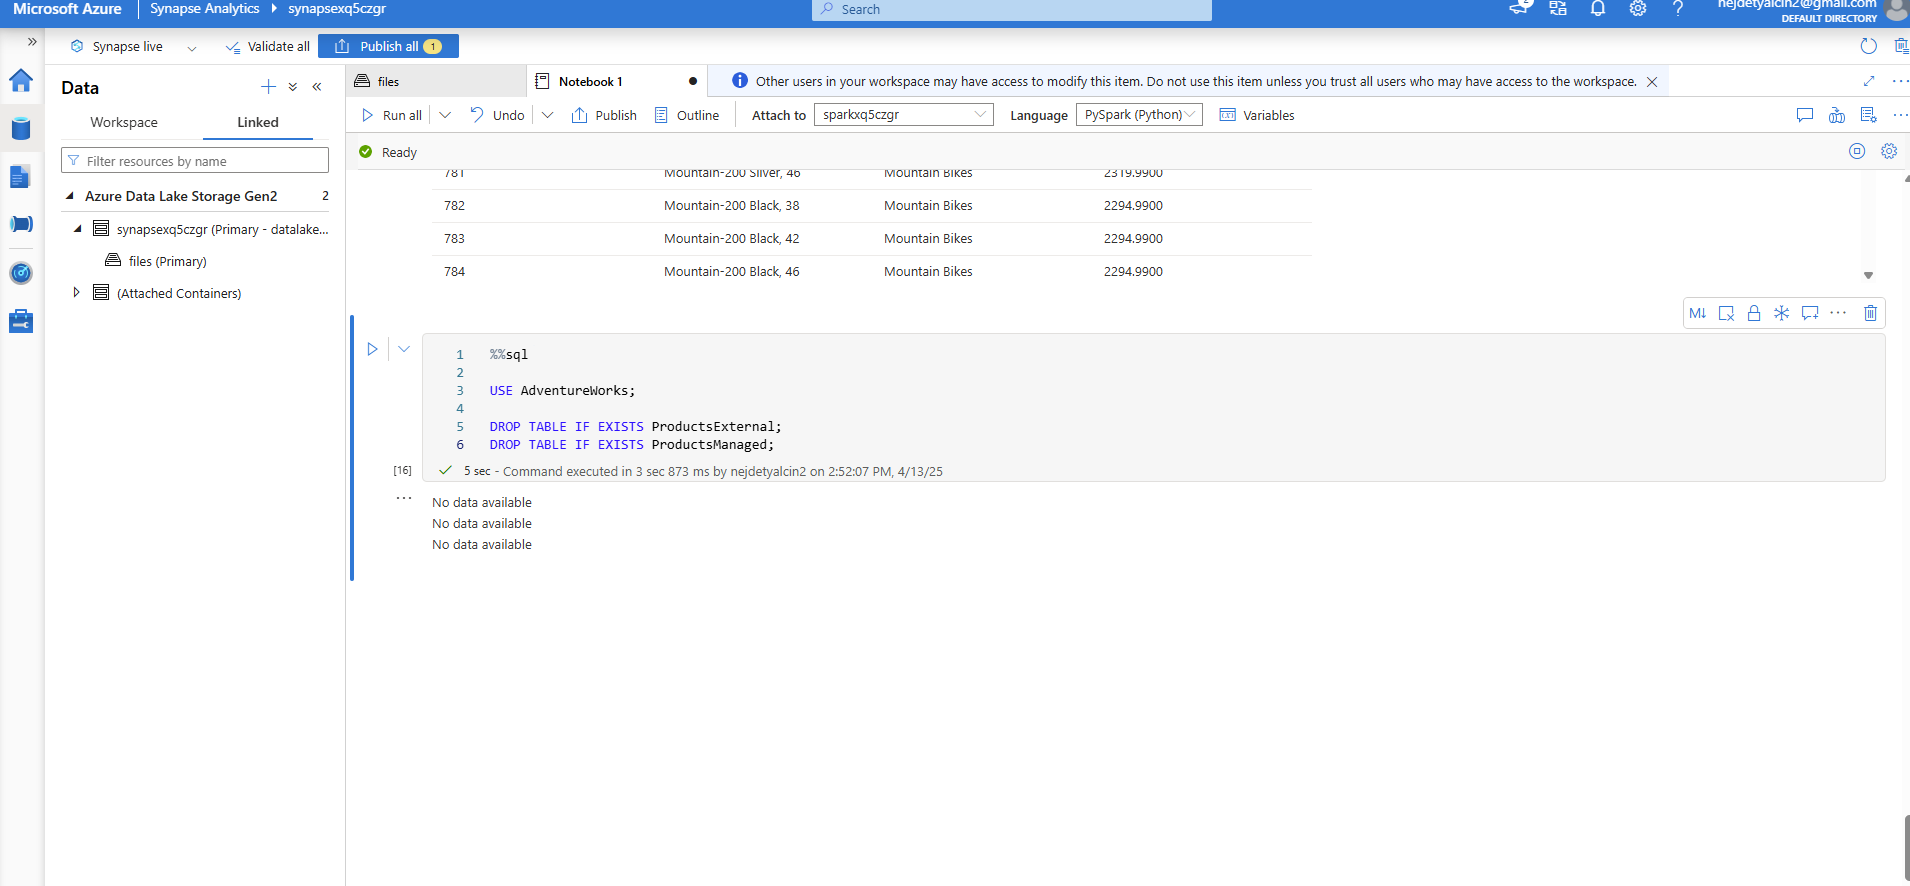 Microsoft Azure
Synapse Analytics
synapsexq5czgr
Search
2
nejdetyalcin2@gmail.com
DEFAULT DIRECTORY
Synapse live
Validate all
Publish all 1
Data
Workspace
Linked
Filter resources by name
Azure Data Lake Storage Gen2 2
synapsexq5czgr (Primary - datalake...
files (Primary)
(Attached Containers)
files
Notebook 1
Other users in your workspace may have access to modify this item. Do not use this item unless you trust all users who may have access to the workspace.
Run all
Undo
Publish
Outline
Attach to
sparkxq5czgr
Language
PySpark (Python)
Variables
Ready
781 Mountain-200 Silver, 46 Mountain Bikes 2319.9900
782 Mountain-200 Black, 38 Mountain Bikes 2294.9900
783 Mountain-200 Black, 42 Mountain Bikes 2294.9900
784 Mountain-200 Black, 46 Mountain Bikes 2294.9900
M↓
1 %%sql
2
3 USE AdventureWorks;
4
5 DROP TABLE IF EXISTS ProductsExternal;
6 DROP TABLE IF EXISTS ProductsManaged;
[16] 5 sec - Command executed in 3 sec 873 ms by nejdetyalcin2 on 2:52:07 PM, 4/13/25
No data available
No data available
No data available